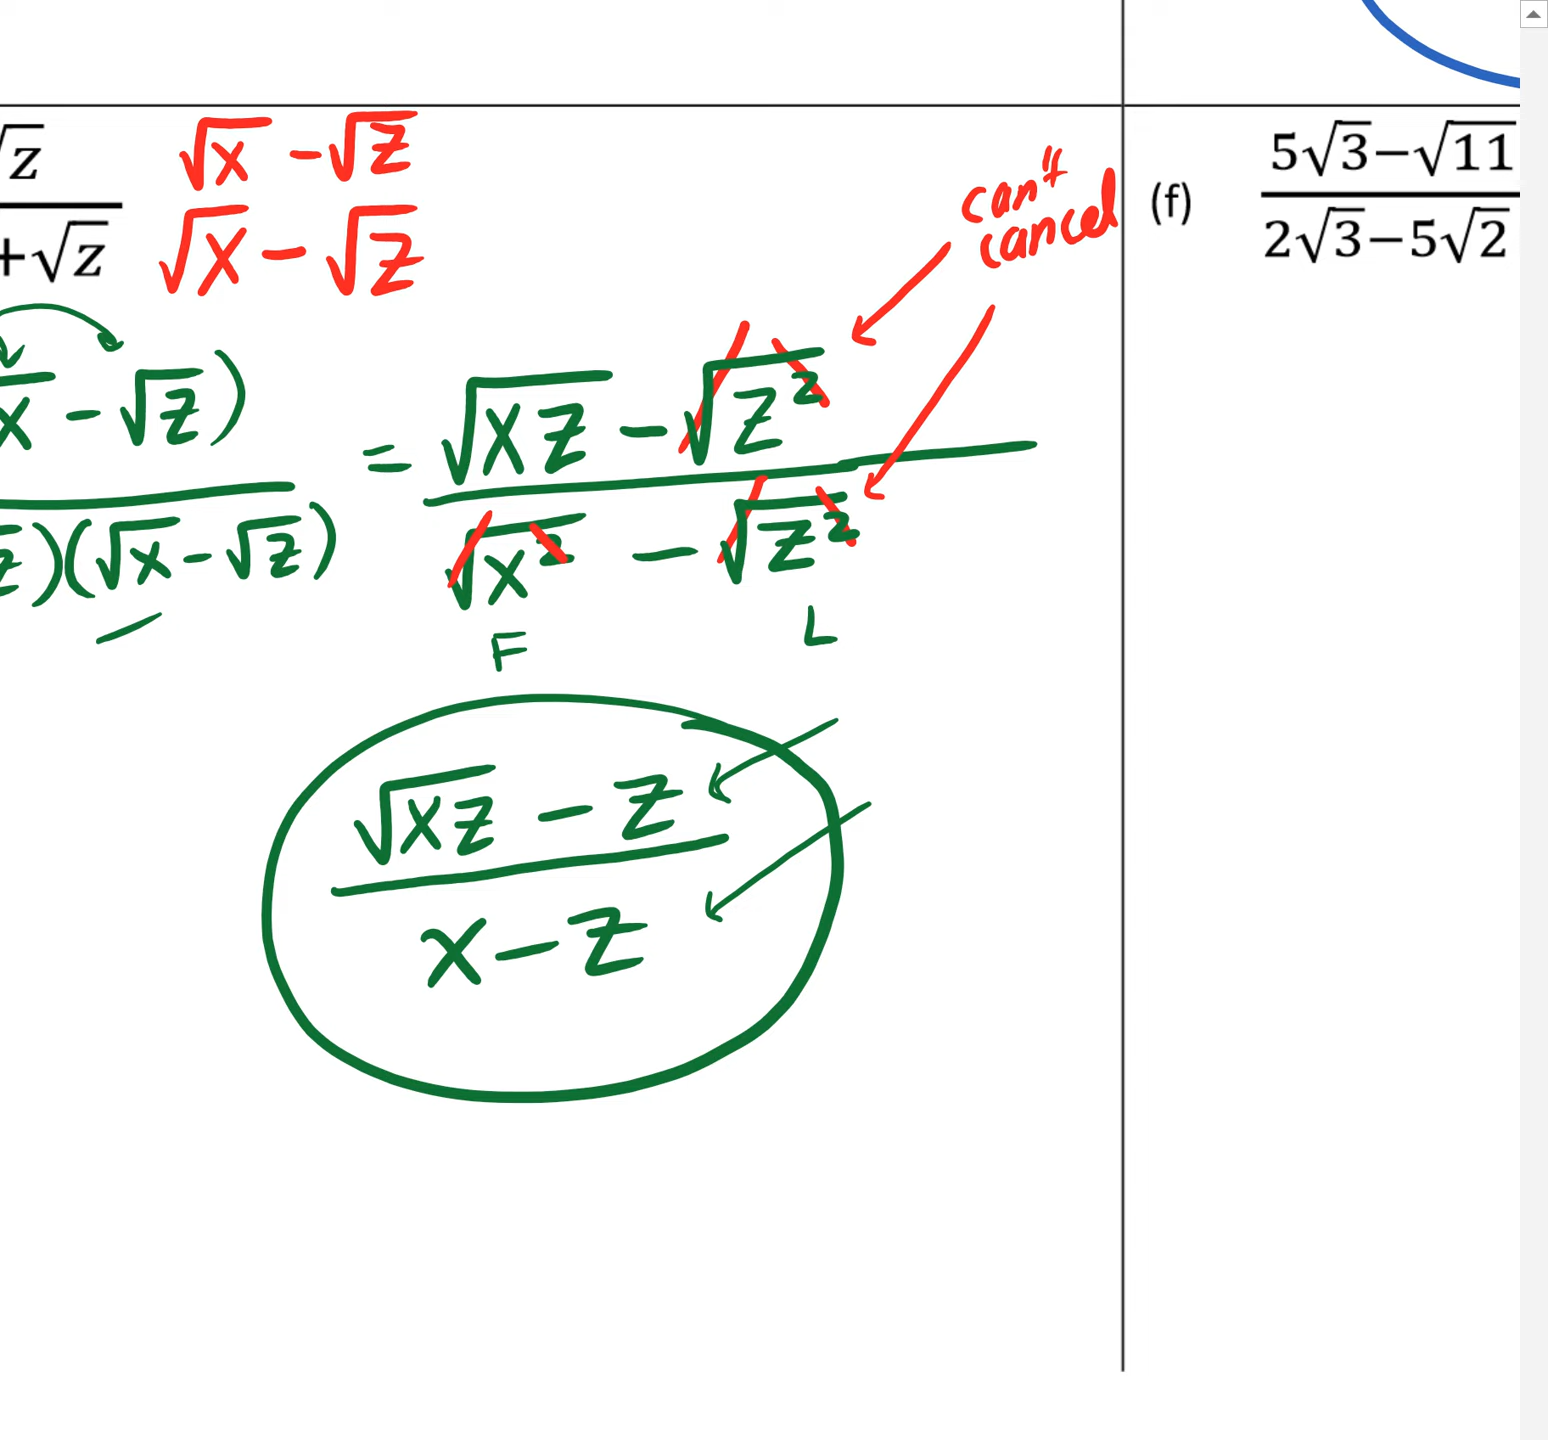 √z
+√z
√x − √z
√x − √z
can't
cancel
x − √z)
z)(√x − √z)
= √xz − √z²
√x² − √z²
F L
√xz − z
x − z
(f) 5√3−√11
2√3−5√2